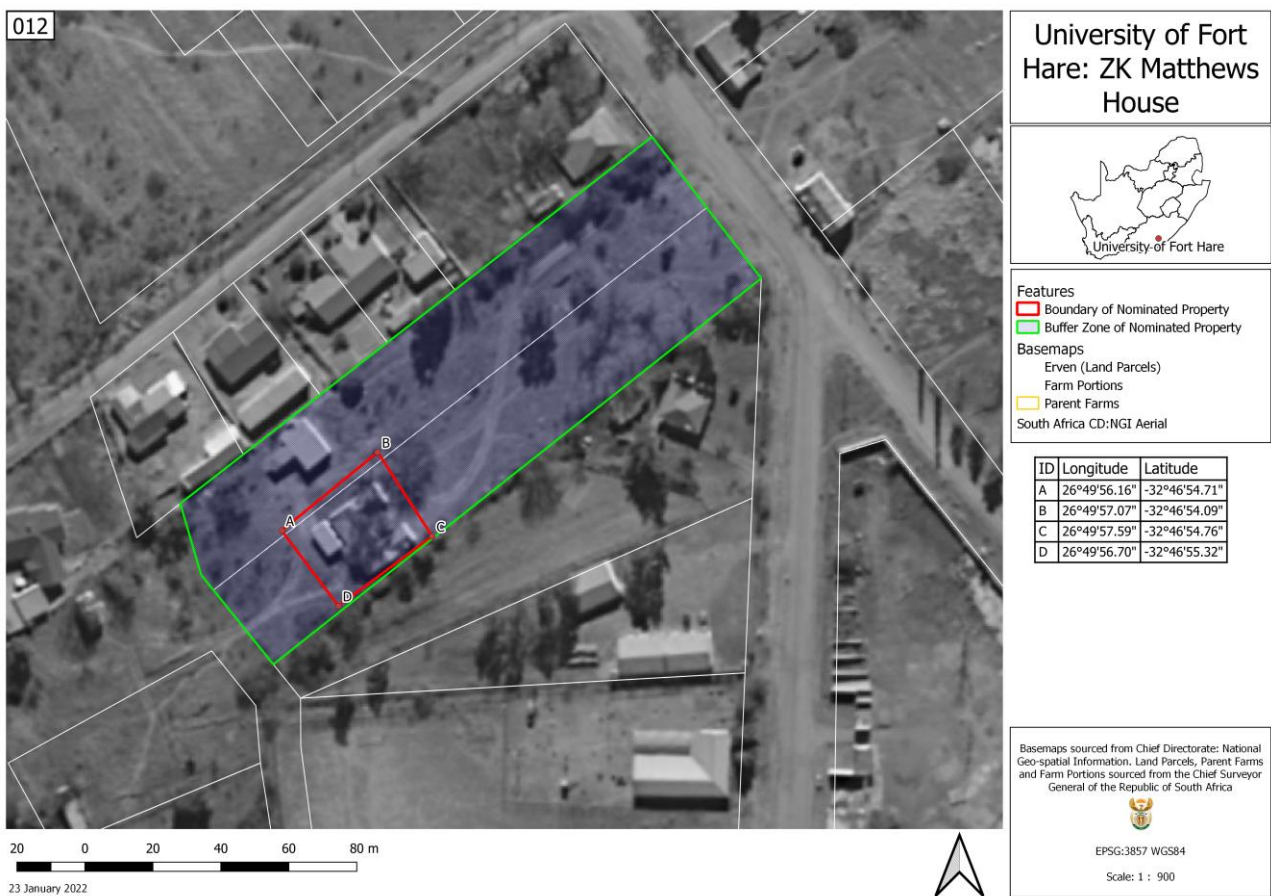 012
A
B
C
D
University of Fort
Hare: ZK Matthews
House
University of Fort Hare
Features
Boundary of Nominated Property
Buffer Zone of Nominated Property
Basemaps
Erven (Land Parcels)
Farm Portions
Parent Farms
South Africa CD:NGI Aerial
ID Longitude Latitude
A 26°49'56.16" -32°46'54.71"
B 26°49'57.07" -32°46'54.09"
C 26°49'57.59" -32°46'54.76"
D 26°49'56.70" -32°46'55.32"
Basemaps sourced from Chief Directorate: National
Geo-spatial Information. Land Parcels, Parent Farms
and Farm Portions sourced from the Chief Surveyor
General of the Republic of South Africa
EPSG:3857 WGS84
Scale: 1 : 900
20 0 20 40 60 80 m
23 January 2022